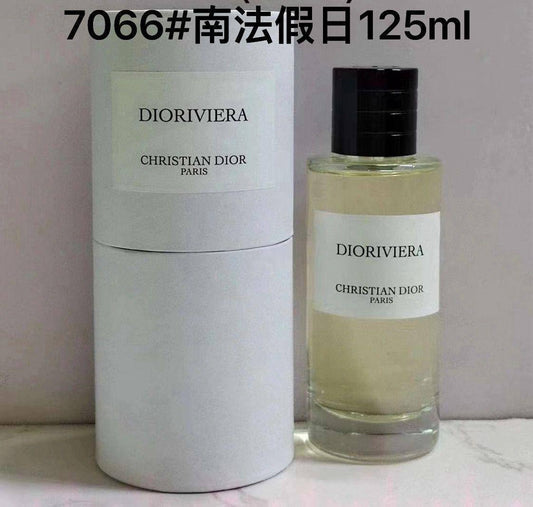 7066#南法假日125ml
DIORIVIERA
CHRISTIAN DIOR
PARIS
DIORIVIERA
CHRISTIAN DIOR
PARIS